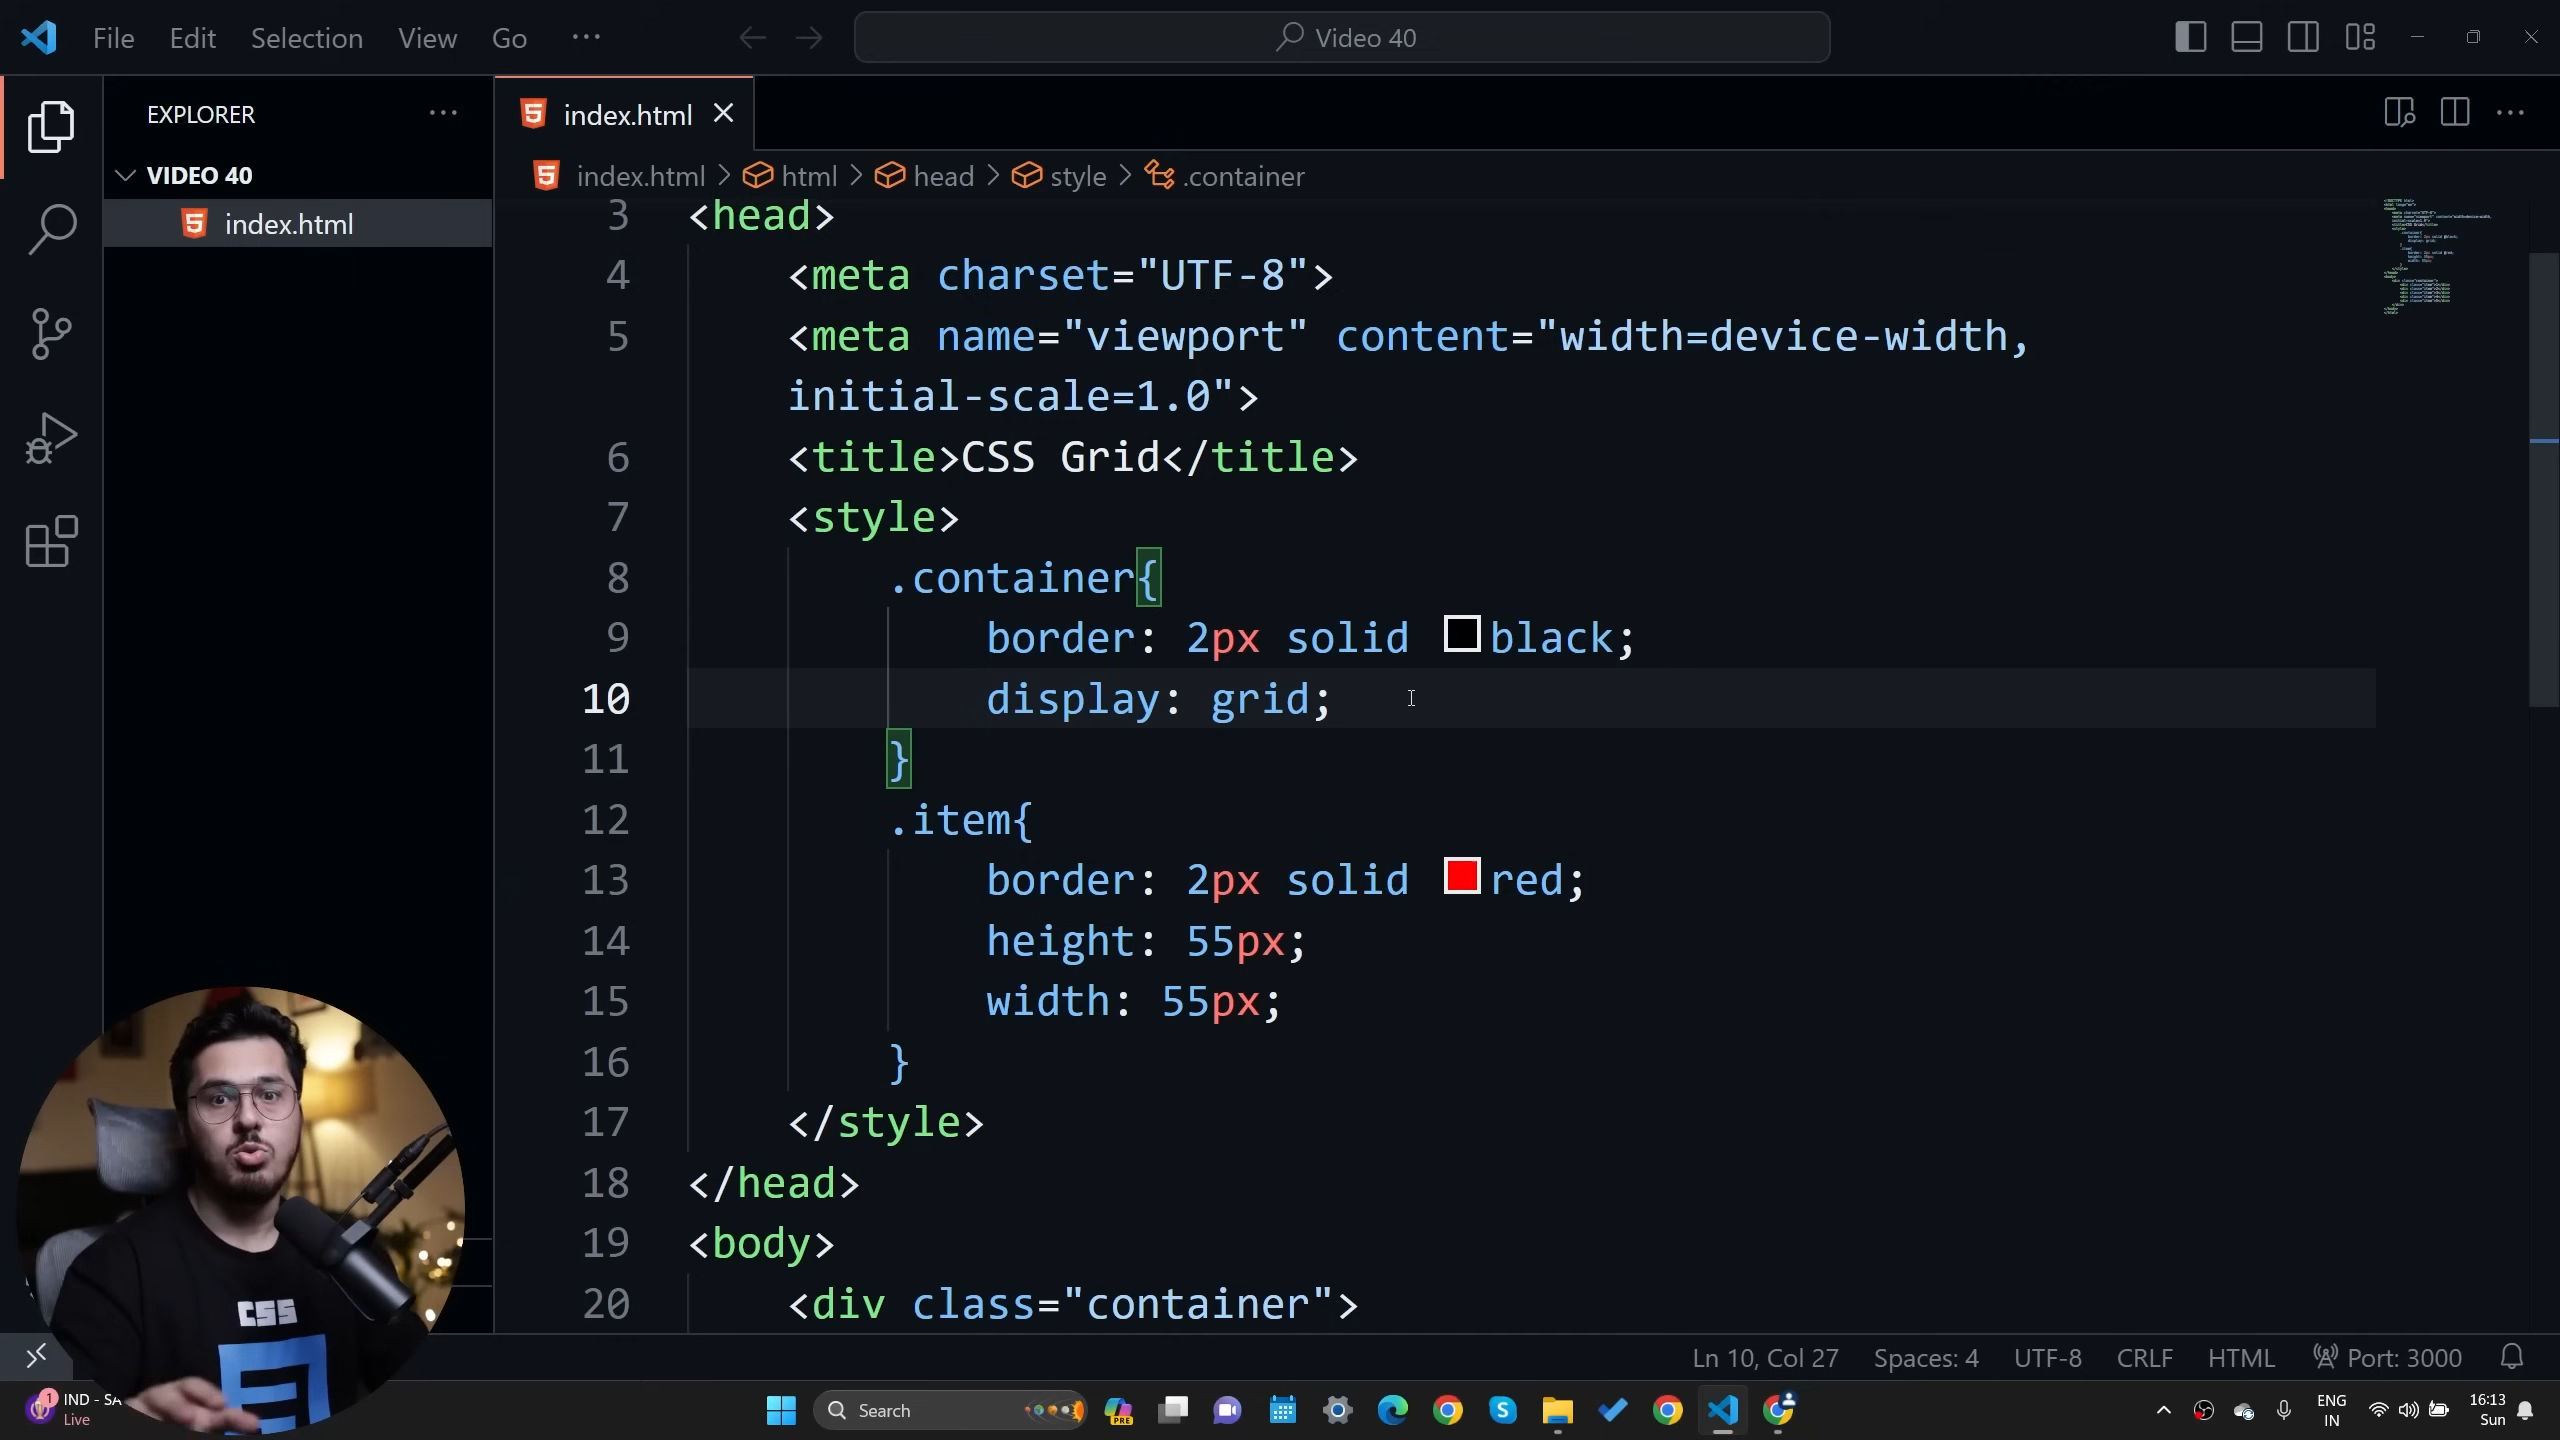 File Edit Selection View Go ···
Video 40
EXPLORER ···
index.html
VIDEO 40
index.html
index.html > html > head > style > .container
3 <head>
4 <meta charset="UTF-8">
5 <meta name="viewport" content="width=device-width,
initial-scale=1.0">
6 <title>CSS Grid</title>
7 <style>
8 .container{
9 border: 2px solid black;
10 display: grid;
11 }
12 .item{
13 border: 2px solid red;
14 height: 55px;
15 width: 55px;
16 }
17 </style>
18 </head>
19 <body>
20 <div class="container">
CSS
Ln 10, Col 27 Spaces: 4 UTF-8 CRLF HTML Port: 3000
1
IND - SA
Live
Search
PRE
ENG
IN
16:13
Sun